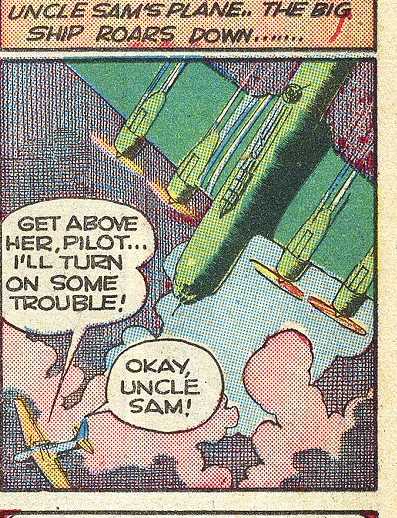 UNCLE SAM'S PLANE.. THE BIG
SHIP ROARS DOWN.......
GET ABOVE
HER, PILOT...
I'LL TURN
ON SOME
TROUBLE!
OKAY,
UNCLE
SAM!